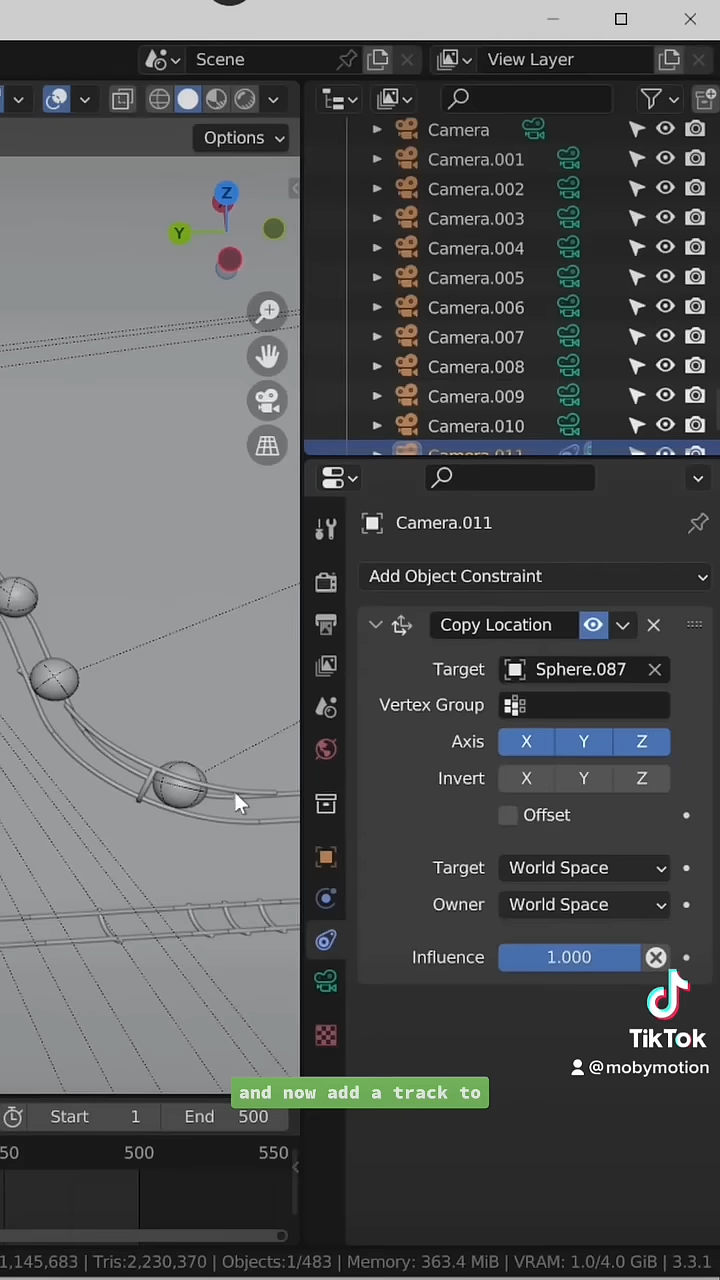 Scene
View Layer
Options
Z
Y
Camera
Camera.001
Camera.002
Camera.003
Camera.004
Camera.005
Camera.006
Camera.007
Camera.008
Camera.009
Camera.010
Camera.011
Camera.011
Add Object Constraint
Copy Location
Target Sphere.087
Vertex Group
Axis X Y Z
Invert X Y Z
Offset
Target World Space
Owner World Space
Influence 1.000
TikTok
@mobymotion
and now add a track to
Start 1 End 500
50 500 550
1,145,683 | Tris:2,230,370 | Objects:1/483 | Memory: 363.4 MiB | VRAM: 1.0/4.0 GiB | 3.3.1